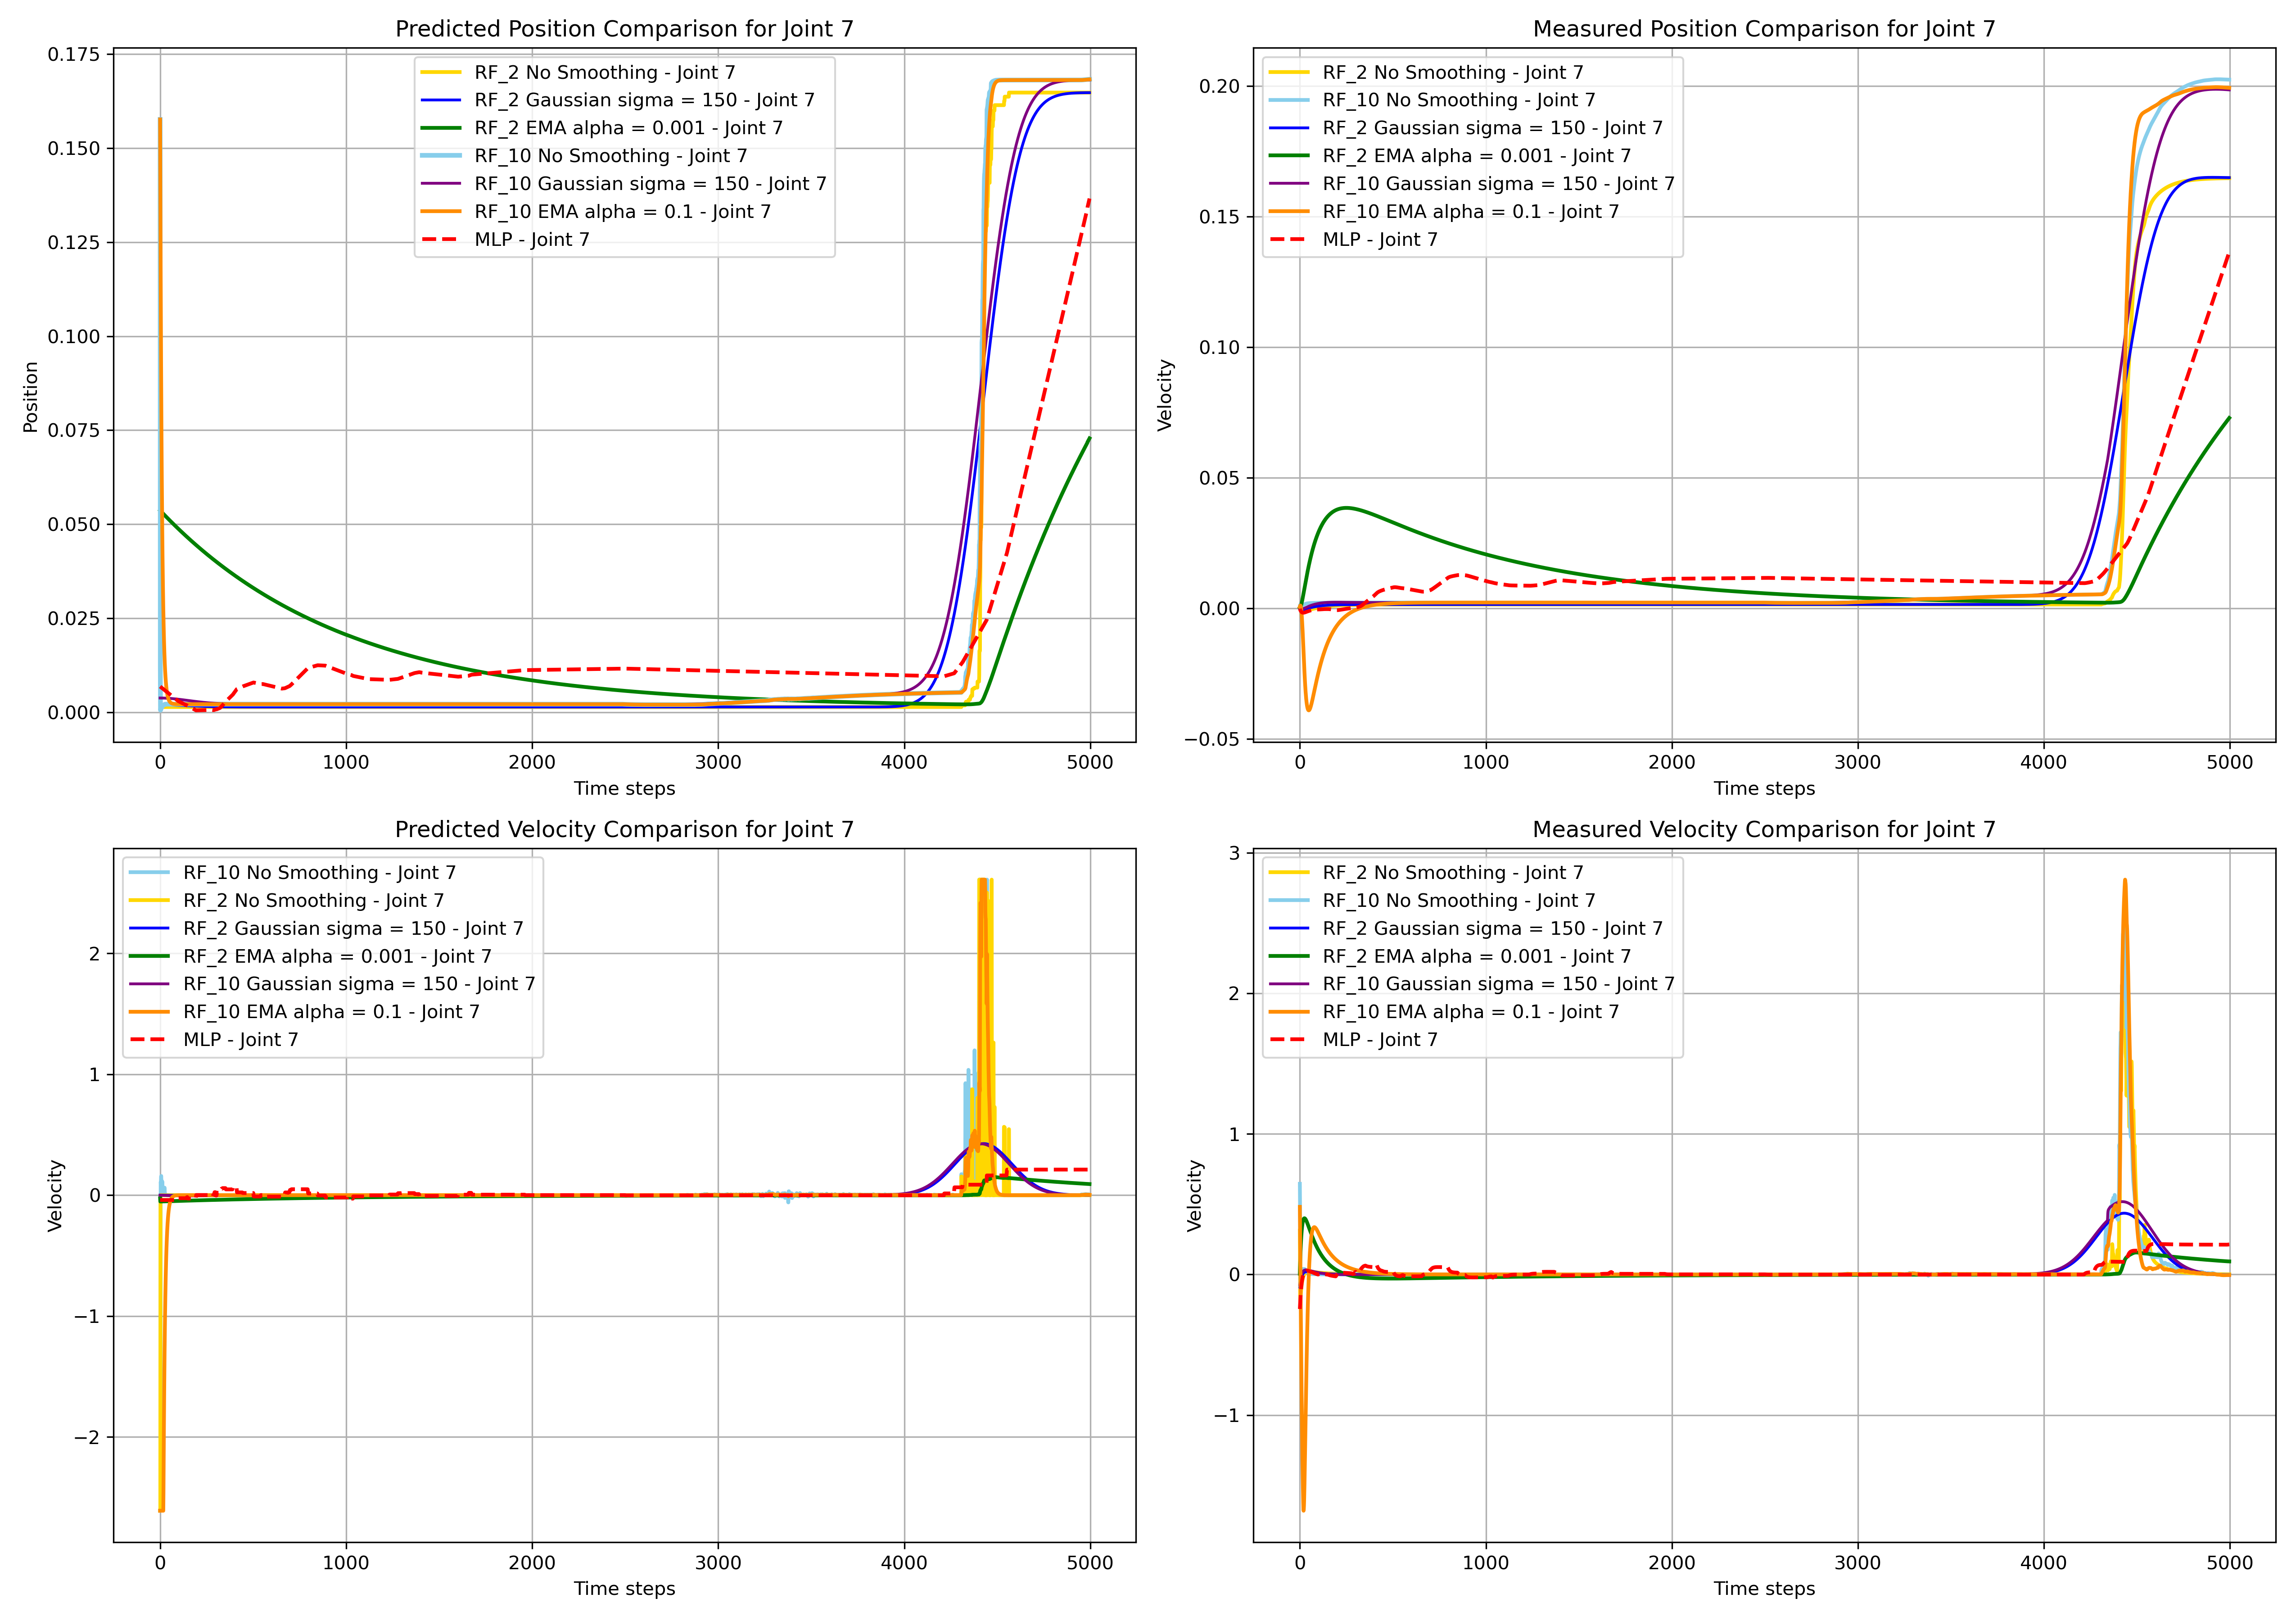 Predicted Position Comparison for Joint 7
0.175
0.150
0.125
0.100
0.075
0.050
0.025
0.000
Position
RF_2 No Smoothing - Joint 7
RF_2 Gaussian sigma = 150 - Joint 7
RF_2 EMA alpha = 0.001 - Joint 7
RF_10 No Smoothing - Joint 7
RF_10 Gaussian sigma = 150 - Joint 7
RF_10 EMA alpha = 0.1 - Joint 7
MLP - Joint 7
0 1000 2000 3000 4000 5000
Time steps
Measured Position Comparison for Joint 7
0.20
0.15
0.10
0.05
0.00
−0.05
Velocity
RF_2 No Smoothing - Joint 7
RF_10 No Smoothing - Joint 7
RF_2 Gaussian sigma = 150 - Joint 7
RF_2 EMA alpha = 0.001 - Joint 7
RF_10 Gaussian sigma = 150 - Joint 7
RF_10 EMA alpha = 0.1 - Joint 7
MLP - Joint 7
0 1000 2000 3000 4000 5000
Time steps
Predicted Velocity Comparison for Joint 7
2
1
0
−1
−2
Velocity
RF_10 No Smoothing - Joint 7
RF_2 No Smoothing - Joint 7
RF_2 Gaussian sigma = 150 - Joint 7
RF_2 EMA alpha = 0.001 - Joint 7
RF_10 Gaussian sigma = 150 - Joint 7
RF_10 EMA alpha = 0.1 - Joint 7
MLP - Joint 7
0 1000 2000 3000 4000 5000
Time steps
Measured Velocity Comparison for Joint 7
3
2
1
0
−1
Velocity
RF_2 No Smoothing - Joint 7
RF_10 No Smoothing - Joint 7
RF_2 Gaussian sigma = 150 - Joint 7
RF_2 EMA alpha = 0.001 - Joint 7
RF_10 Gaussian sigma = 150 - Joint 7
RF_10 EMA alpha = 0.1 - Joint 7
MLP - Joint 7
0 1000 2000 3000 4000 5000
Time steps